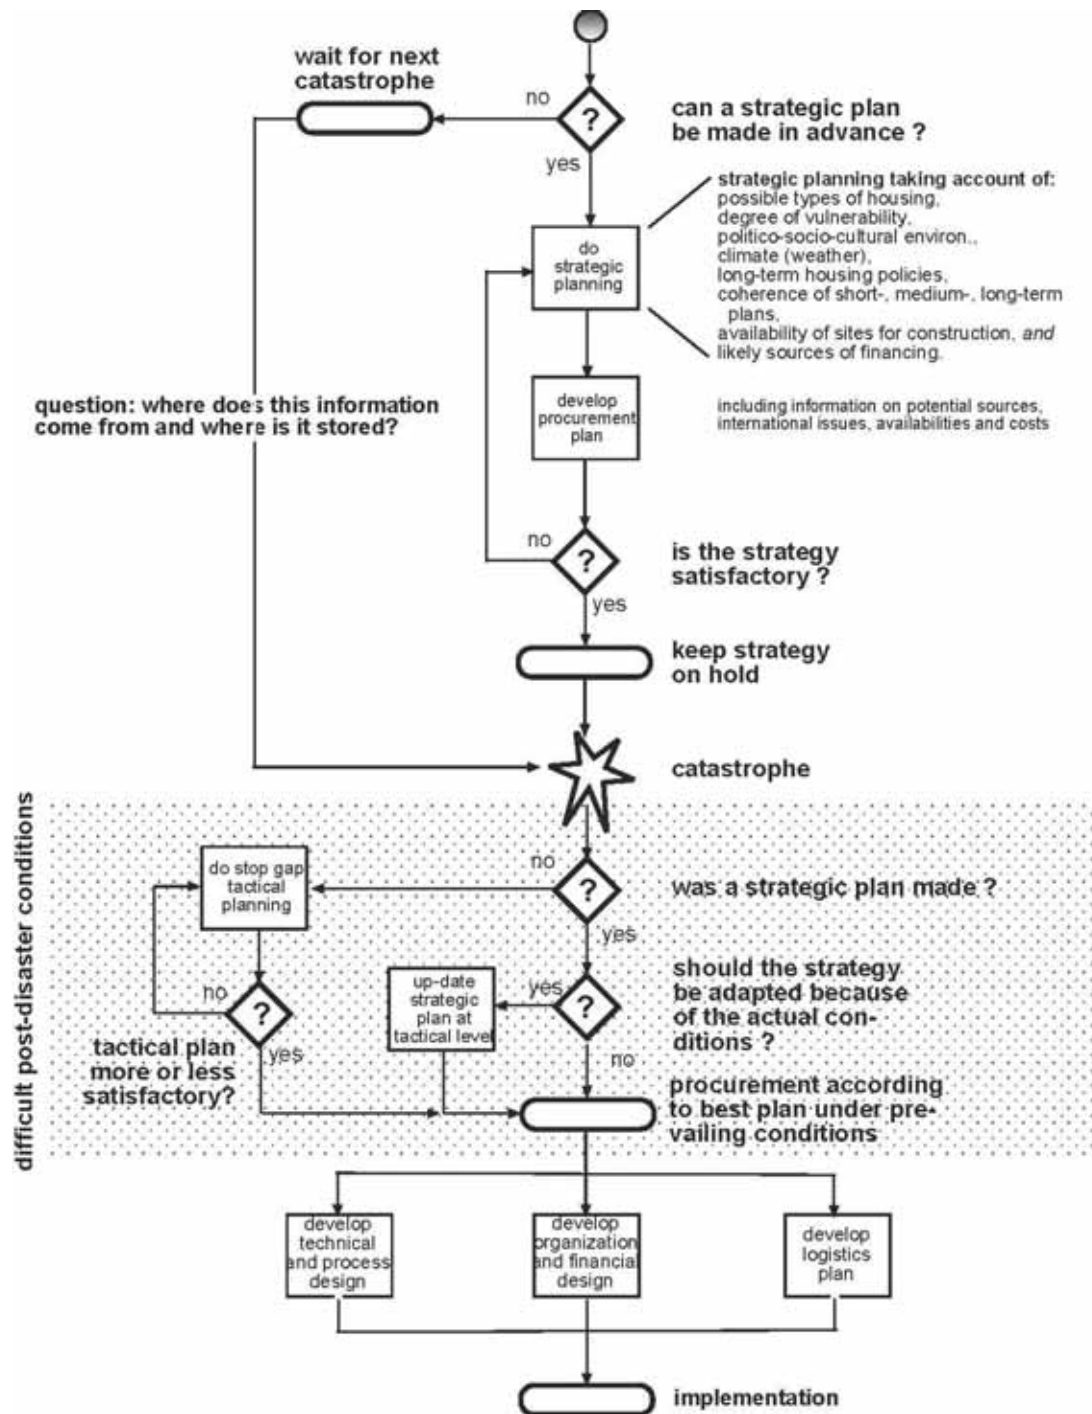 wait for next
catastrophe
no
?
can a strategic plan
be made in advance ?
yes
strategic planning taking account of:
possible types of housing,
degree of vulnerability,
politico-socio-cultural environ.,
climate (weather),
long-term housing policies,
coherence of short-, medium-, long-term
plans,
availability of sites for construction, and
likely sources of financing.
do
strategic
planning
question: where does this information
come from and where is it stored?
develop
procurement
plan
including information on potential sources,
international issues, availabilities and costs
no
?
is the strategy
satisfactory ?
yes
keep strategy
on hold
catastrophe
difficult post-disaster conditions
do stop gap
tactical
planning
no
?
was a strategic plan made ?
yes
no
?
yes
tactical plan
more or less
satisfactory?
up-date
strategic
plan at
tactical level
yes
?
should the strategy
be adapted because
of the actual con-
ditions ?
no
procurement according
to best plan under pre-
vailing conditions
develop
technical
and process
design
develop
organization
and financial
design
develop
logistics
plan
implementation